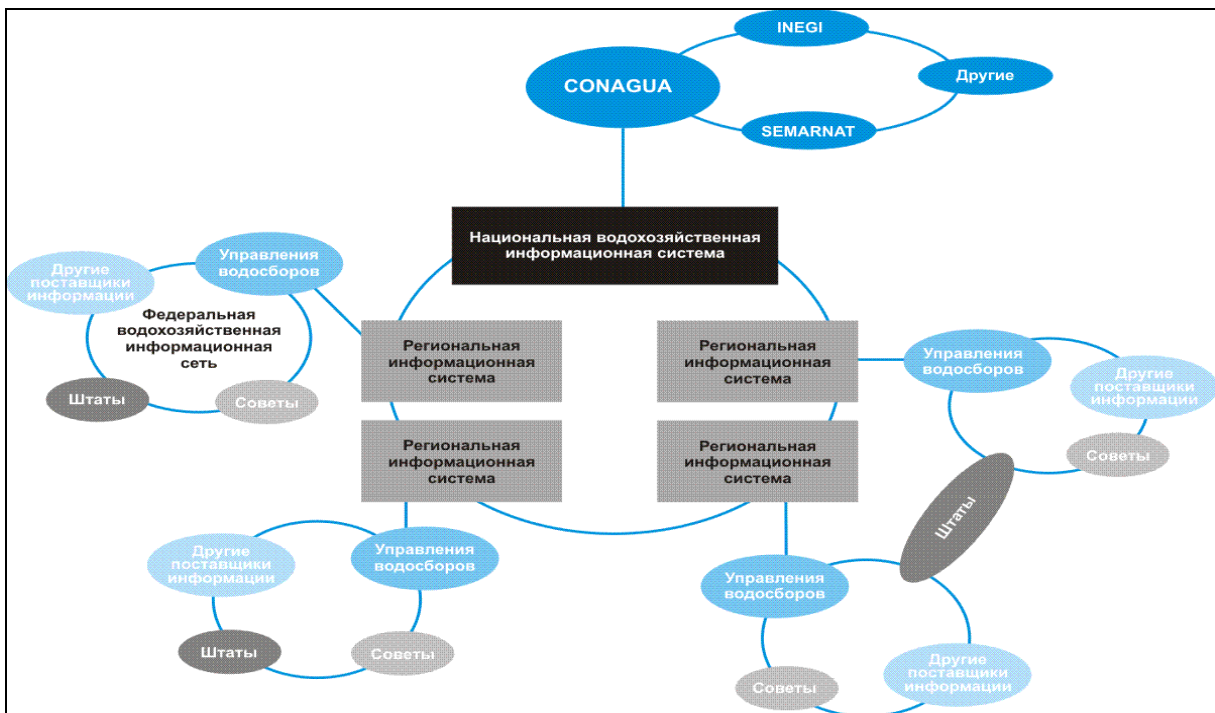 INEGI
CONAGUA
Другие
SEMARNAT
Национальная водохозяйственная
информационная система
Управления
водосборов
Другие
поставщики
информации
Федеральная
водохозяйственная
информационная
сеть
Штаты
Советы
Региональная
информационная
система
Региональная
информационная
система
Управления
водосборов
Другие
поставщики
информации
Советы
Региональная
информационная
система
Региональная
информационная
система
Штаты
Другие
поставщики
информации
Управления
водосборов
Штаты
Советы
Управления
водосборов
Другие
поставщики
информации
Советы